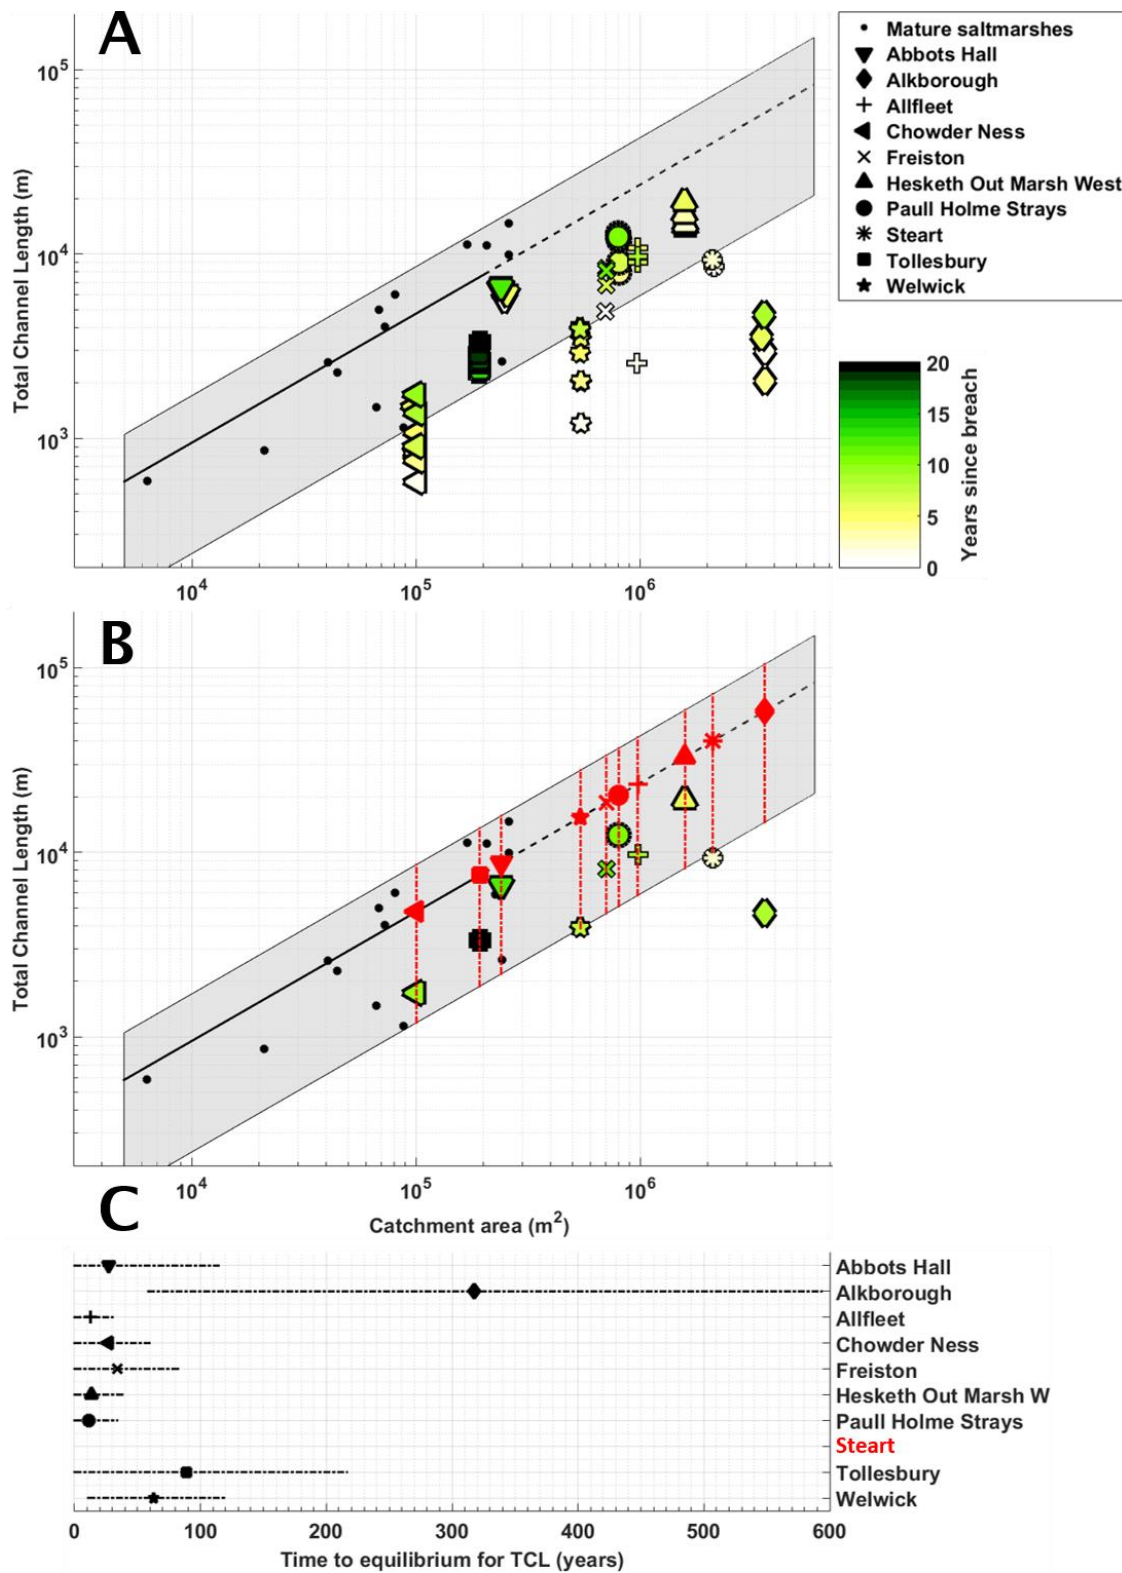 A
Total Channel Length (m)
10^5
10^4
10^3
10^4
10^5
10^6
Mature saltmarshes
Abbots Hall
Alkborough
Allfleet
Chowder Ness
Freiston
Hesketh Out Marsh West
Paull Holme Strays
Steart
Tollesbury
Welwick
20
15
10
5
0
Years since breach
B
Total Channel Length (m)
10^5
10^4
10^3
10^4
10^5
10^6
Catchment area (m^2)
C
Abbots Hall
Alkborough
Allfleet
Chowder Ness
Freiston
Hesketh Out Marsh W
Paull Holme Strays
Steart
Tollesbury
Welwick
0 100 200 300 400 500 600
Time to equilibrium for TCL (years)